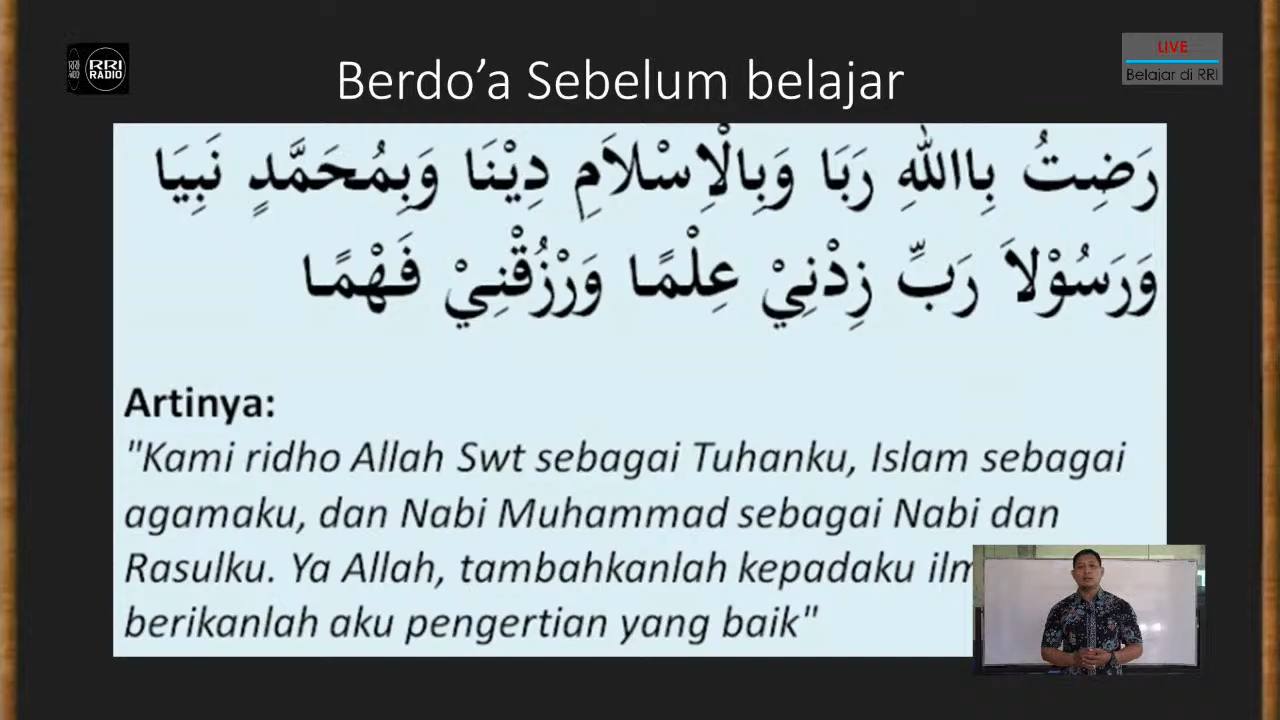 RRI
RADIO
LIVE
Belajar di RRI
Berdo’a Sebelum belajar
رَضِتُ بِااللهِ رَبَا وَبِالْاِسْلاَمِ دِيْنَا وَبِمُحَمَّدٍ نَبِيَا
وَرَسُوْلاَ رَبِّ زِدْنِيْ عِلْمًا وَرْزُقْنِيْ فَهْمًا
Artinya:
"Kami ridho Allah Swt sebagai Tuhanku, Islam sebagai
agamaku, dan Nabi Muhammad sebagai Nabi dan
Rasulku. Ya Allah, tambahkanlah kepadaku
berikanlah aku pengertian yang baik"